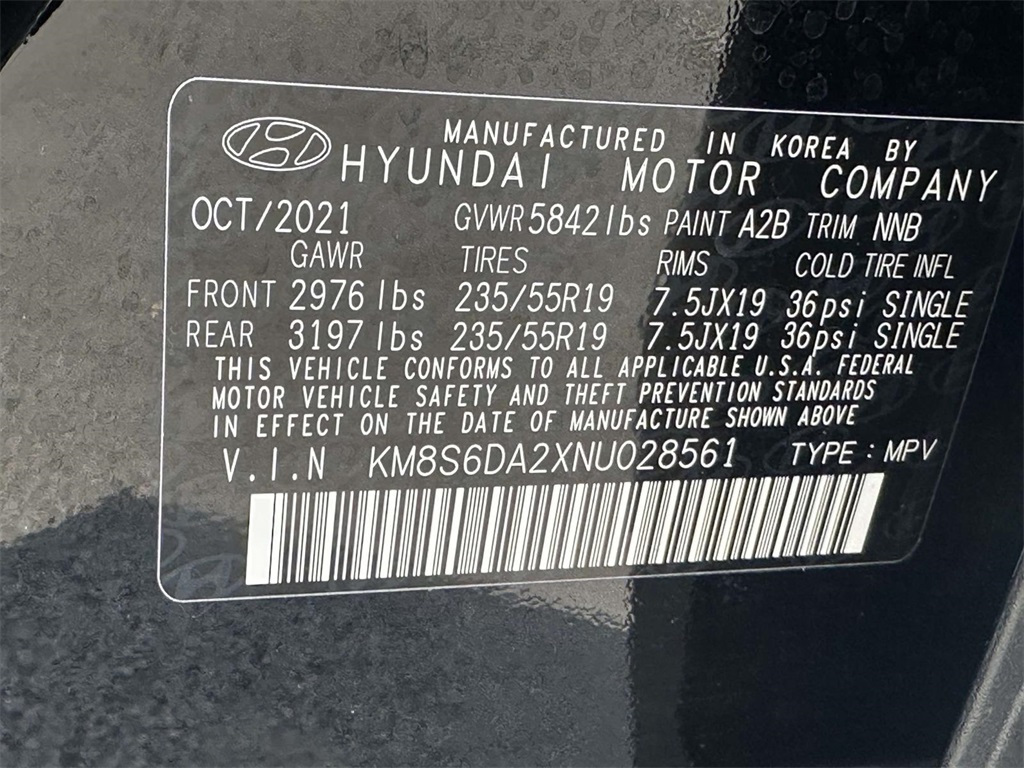 MANUFACTURED IN KOREA BY
HYUNDAI MOTOR COMPANY
OCT/2021 GVWR 5842lbs PAINT A2B TRIM NNB
GAWR TIRES RIMS COLD TIRE INFL
FRONT 2976 lbs 235/55R19 7.5JX19 36psi SINGLE
REAR 3197 lbs 235/55R19 7.5JX19 36psi SINGLE
THIS VEHICLE CONFORMS TO ALL APPLICABLE U.S.A. FEDERAL
MOTOR VEHICLE SAFETY AND THEFT PREVENTION STANDARDS
IN EFFECT ON THE DATE OF MANUFACTURE SHOWN ABOVE
V.I.N KM8S6DA2XNU028561 TYPE : MPV